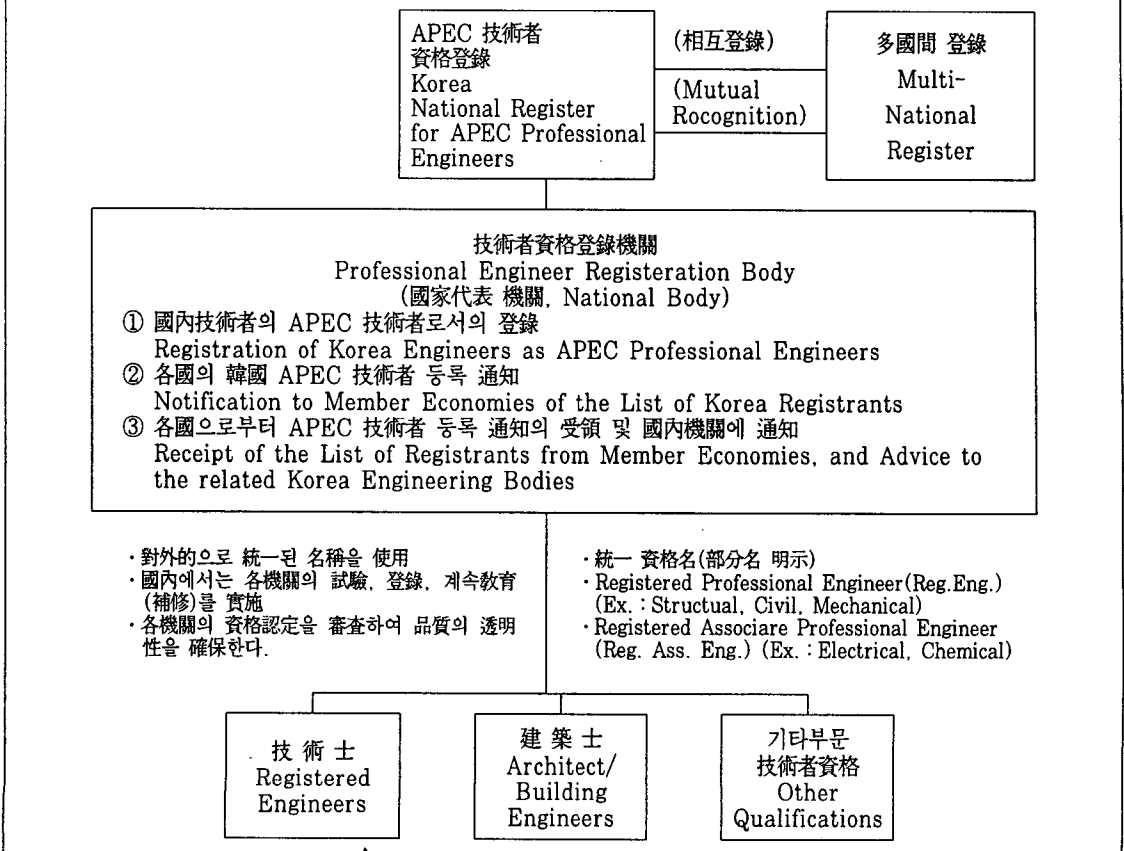 APEC 技術者
資格登錄
Korea
National Register
for APEC Professional
Engineers
(相互登錄)
(Mutual
Rocognition)
多國間 登錄
Multi-
National
Register
技術者資格登錄機關
Professional Engineer Registeration Body
(國家代表 機關, National Body)
① 國內技術者의 APEC 技術者로서의 登錄
Registration of Korea Engineers as APEC Professional Engineers
② 各國의 韓國 APEC 技術者 등록 通知
Notification to Member Economies of the List of Korea Registrants
③ 各國으로부터 APEC 技術者 등록 通知의 受領 및 國內機關에 通知
Receipt of the List of Registrants from Member Economies, and Advice to
the related Korea Engineering Bodies
· 對外的으로 統一된 名稱을 使用
· 國內에서는 各機關의 試驗, 登錄, 계속敎育
(補修)를 實施
· 各機關의 資格認定을 審査하여 品質의 透明
性을 確保한다.
· 統一 資格名(部分名 明示)
· Registered Professional Engineer(Reg.Eng.)
(Ex. : Structual, Civil, Mechanical)
· Registered Associare Professional Engineer
(Reg. Ass. Eng.) (Ex. : Electrical, Chemical)
技 術 士
Registered
Engineers
建 築 士
Architect/
Building
Engineers
기타부문
技術者資格
Other
Qualifications